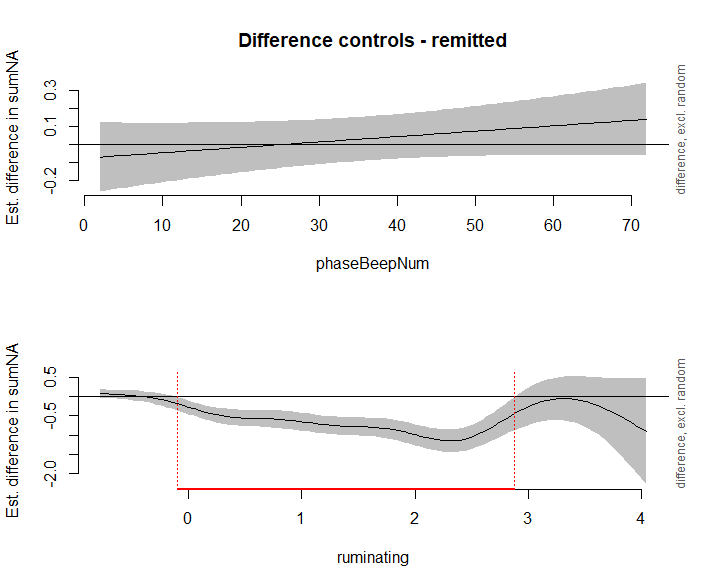 Difference controls - remitted
Est. difference in sumNA
0.3
0.1
-0.2
difference, excl. random
0 10 20 30 40 50 60 70
phaseBeepNum
Est. difference in sumNA
0.5
-0.5
-2.0
difference, excl. random
0 1 2 3 4
ruminating